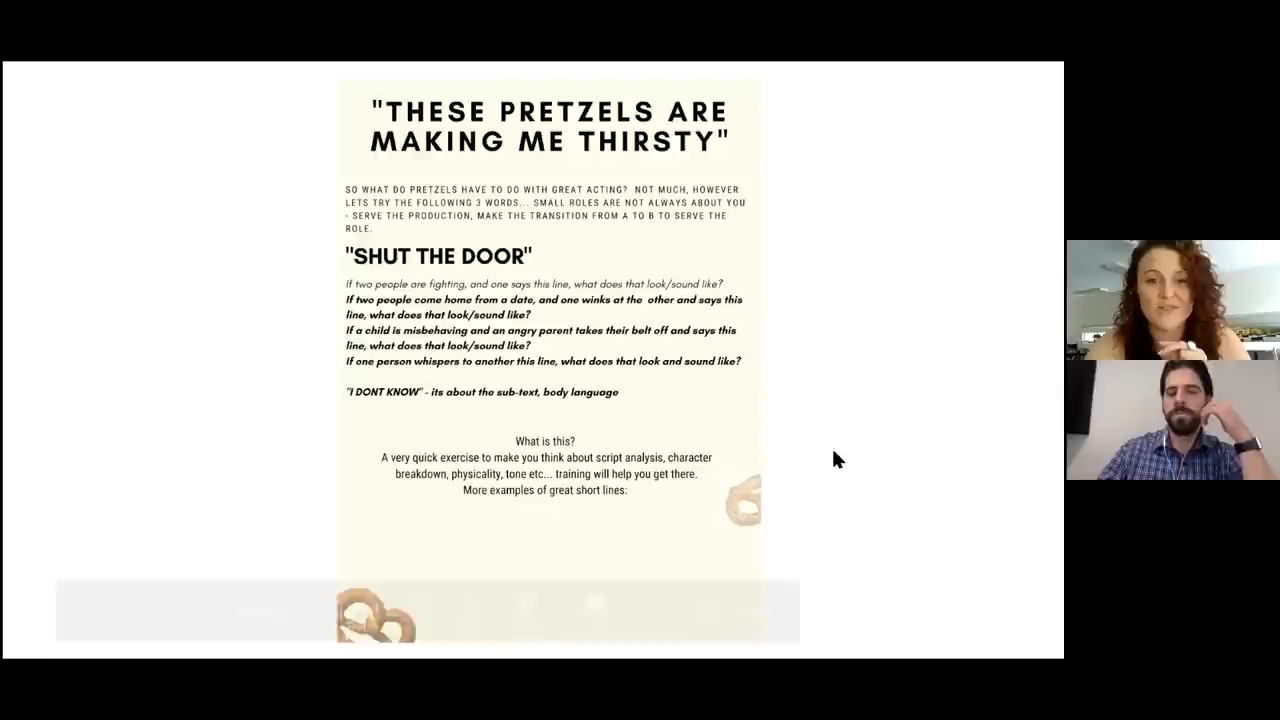 "THESE PRETZELS ARE
MAKING ME THIRSTY"
SO WHAT DO PRETZELS HAVE TO DO WITH GREAT ACTING? NOT MUCH, HOWEVER
LETS TRY THE FOLLOWING 3 WORDS... SMALL ROLES ARE NOT ALWAYS ABOUT YOU
- SERVE THE PRODUCTION, MAKE THE TRANSITION FROM A TO B TO SERVE THE
ROLE.
"SHUT THE DOOR"
If two people are fighting, and one says this line, what does that look/sound like?
If two people come home from a date, and one winks at the other and says this
line, what does that look/sound like?
If a child is misbehaving and an angry parent takes their belt off and says this
line, what does that look/sound like?
If one person whispers to another this line, what does that look and sound like?
"I DONT KNOW" - its about the sub-text, body language
What is this?
A very quick exercise to make you think about script analysis, character
breakdown, physicality, tone etc... training will help you get there.
More examples of great short lines: